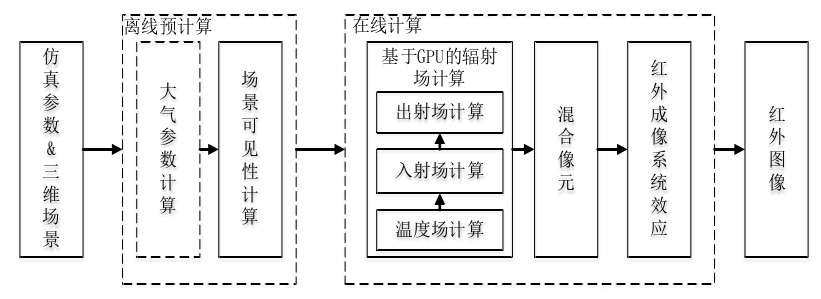 离线预计算
在线计算
仿真参数&三维场景
大气参数计算
场景可见性计算
基于GPU的辐射
场计算
出射场计算
入射场计算
温度场计算
混合像元
红外成像系统效应
红外图像